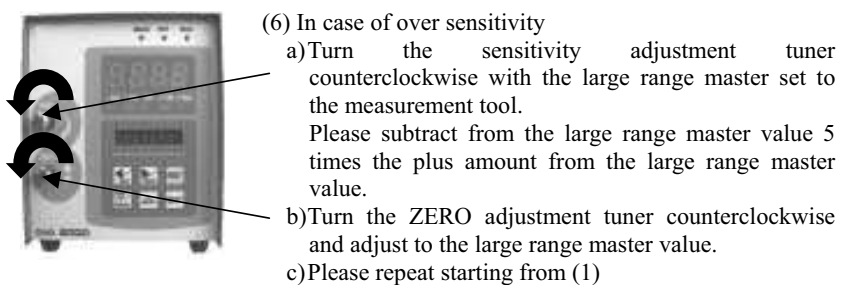 (6) In case of over sensitivity
a)Turn the sensitivity adjustment tuner
counterclockwise with the large range master set to
the measurement tool.
Please subtract from the large range master value 5
times the plus amount from the large range master
value.
b)Turn the ZERO adjustment tuner counterclockwise
and adjust to the large range master value.
c)Please repeat starting from (1)